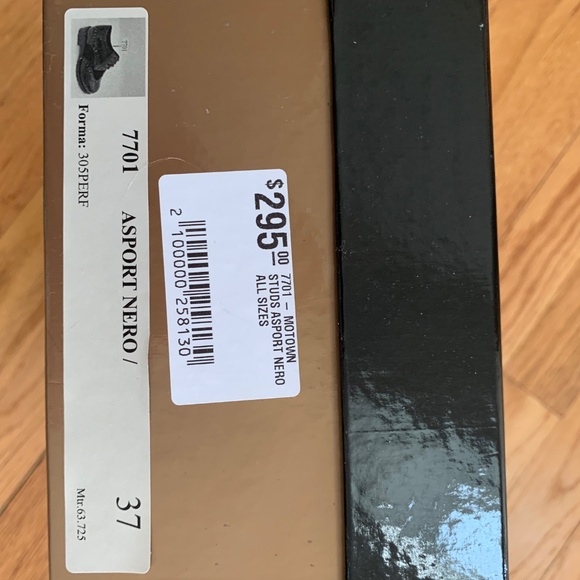 Forma: 305PERF
7701 ASPORT NERO / 37
Mtr.63.725
$295.00
7701 - MOTOWN
STUDS ASPORT NERO
ALL SIZES
2 100000 258130